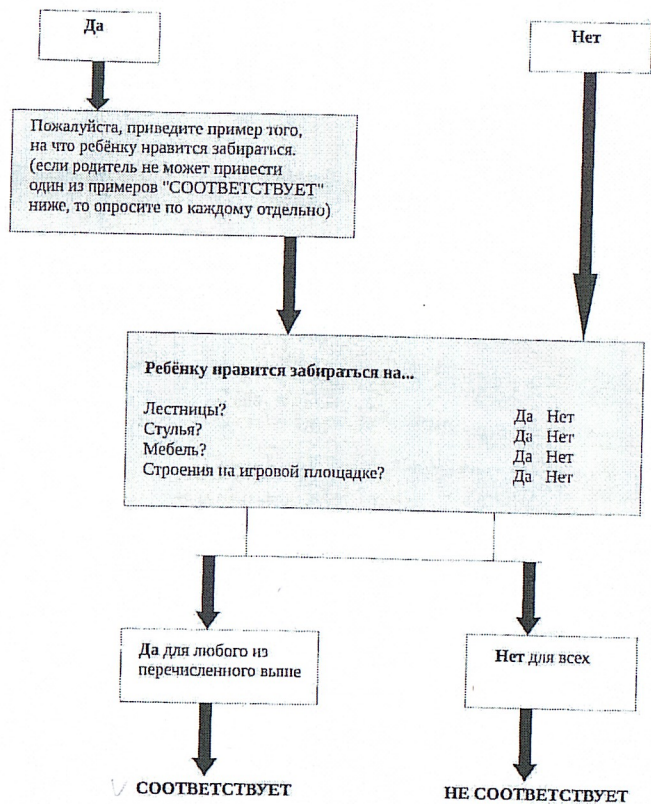 Да
Нет
Пожалуйста, приведите пример того,
на что ребёнку нравится забираться.
(если родитель не может привести
один из примеров "СООТВЕТСТВУЕТ"
ниже, то опросите по каждому отдельно)
Ребёнку нравится забираться на...
Лестницы? Да Нет
Стулья? Да Нет
Мебель? Да Нет
Строения на игровой площадке? Да Нет
Да для любого из
перечисленного выше
Нет для всех
СООТВЕТСТВУЕТ
НЕ СООТВЕТСТВУЕТ